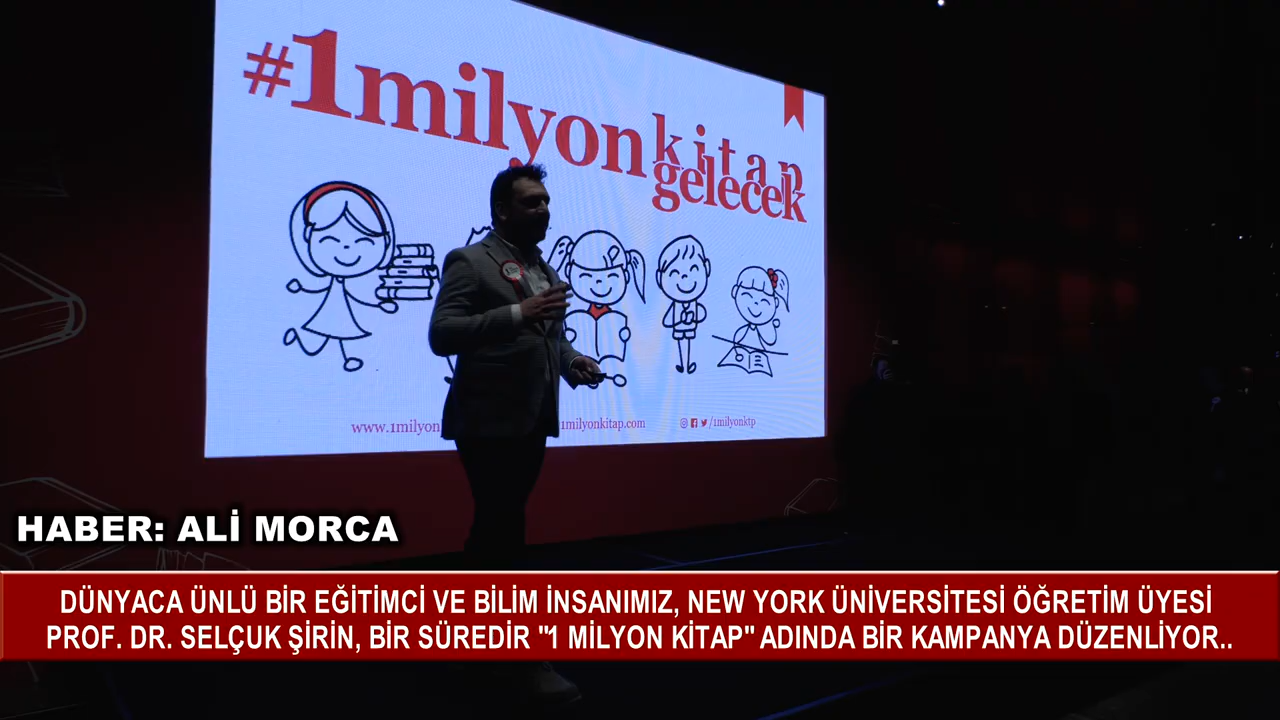 #1milyon kitap
gelecek
www.1milyon
1milyonkitap.com
/1milyonktp
HABER: ALİ MORCA
DÜNYACA ÜNLÜ BİR EĞİTİMCİ VE BİLİM İNSANIMIZ, NEW YORK ÜNİVERSİTESİ ÖĞRETİM ÜYESİ
PROF. DR. SELÇUK ŞİRİN, BİR SÜREDİR "1 MİLYON KİTAP" ADINDA BİR KAMPANYA DÜZENLİYOR..